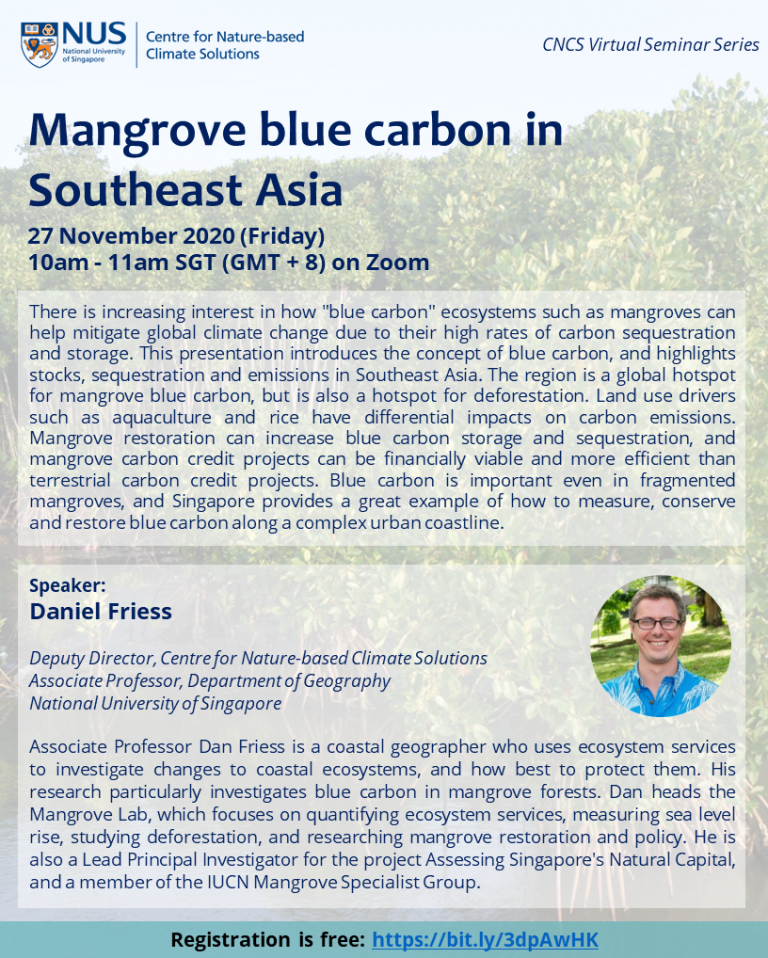 NUS
National University
of Singapore
Centre for Nature-based
Climate Solutions
CNCS Virtual Seminar Series
Mangrove blue carbon in
Southeast Asia
27 November 2020 (Friday)
10am - 11am SGT (GMT + 8) on Zoom
There is increasing interest in how "blue carbon" ecosystems such as mangroves can
help mitigate global climate change due to their high rates of carbon sequestration
and storage. This presentation introduces the concept of blue carbon, and highlights
stocks, sequestration and emissions in Southeast Asia. The region is a global hotspot
for mangrove blue carbon, but is also a hotspot for deforestation. Land use drivers
such as aquaculture and rice have differential impacts on carbon emissions.
Mangrove restoration can increase blue carbon storage and sequestration, and
mangrove carbon credit projects can be financially viable and more efficient than
terrestrial carbon credit projects. Blue carbon is important even in fragmented
mangroves, and Singapore provides a great example of how to measure, conserve
and restore blue carbon along a complex urban coastline.
Speaker:
Daniel Friess
Deputy Director, Centre for Nature-based Climate Solutions
Associate Professor, Department of Geography
National University of Singapore
Associate Professor Dan Friess is a coastal geographer who uses ecosystem services
to investigate changes to coastal ecosystems, and how best to protect them. His
research particularly investigates blue carbon in mangrove forests. Dan heads the
Mangrove Lab, which focuses on quantifying ecosystem services, measuring sea level
rise, studying deforestation, and researching mangrove restoration and policy. He is
also a Lead Principal Investigator for the project Assessing Singapore's Natural Capital,
and a member of the IUCN Mangrove Specialist Group.
Registration is free: https://bit.ly/3dpAwHK